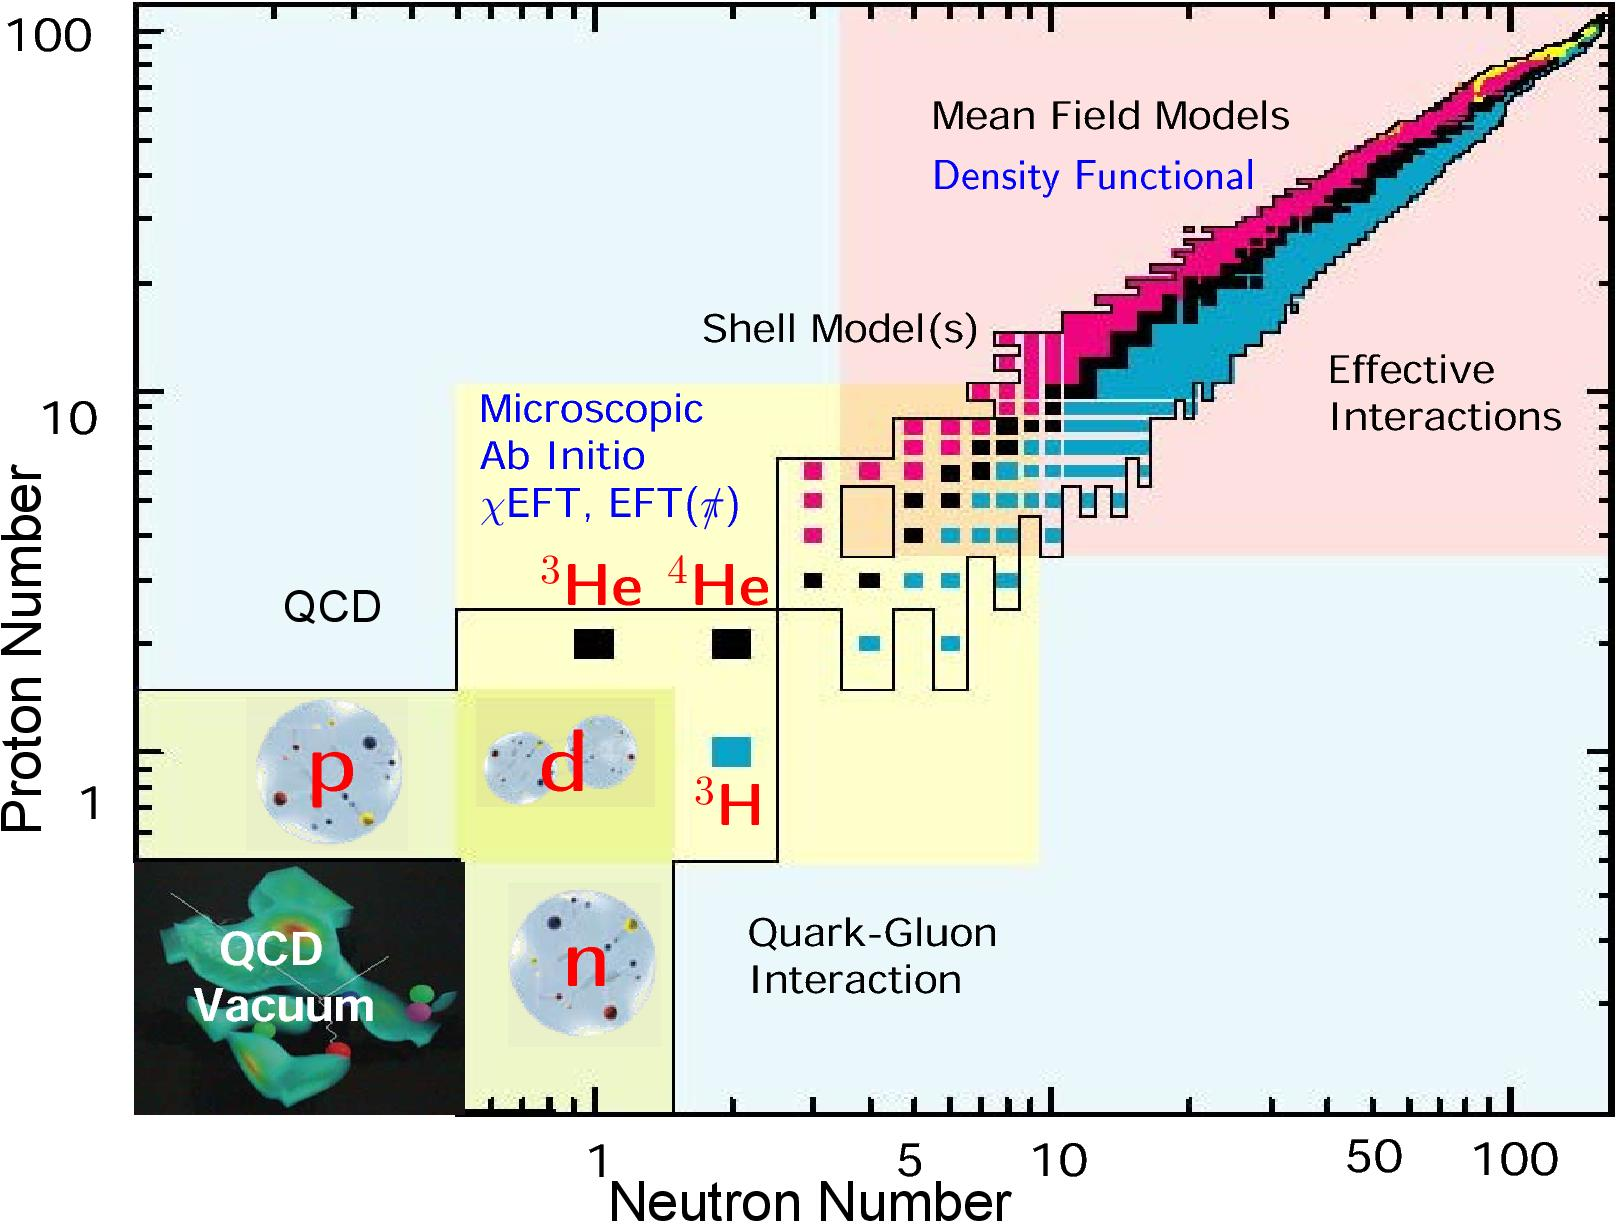 100
10
1
Proton Number
Mean Field Models
Density Functional
Shell Model(s)
Effective
Interactions
Microscopic
Ab Initio
χEFT, EFT(π̸)
³He ⁴He
QCD
p
d
³H
n
QCD
Vacuum
Quark-Gluon
Interaction
1 5 10 50 100
Neutron Number